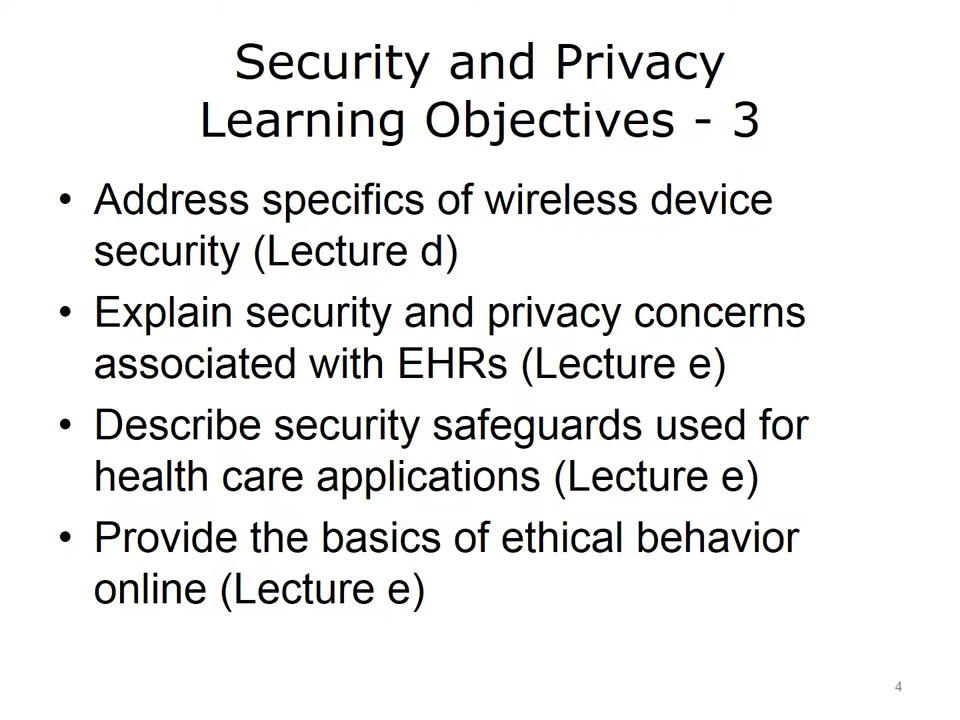 Security and Privacy
Learning Objectives - 3
• Address specifics of wireless device
security (Lecture d)
• Explain security and privacy concerns
associated with EHRs (Lecture e)
• Describe security safeguards used for
health care applications (Lecture e)
• Provide the basics of ethical behavior
online (Lecture e)
4